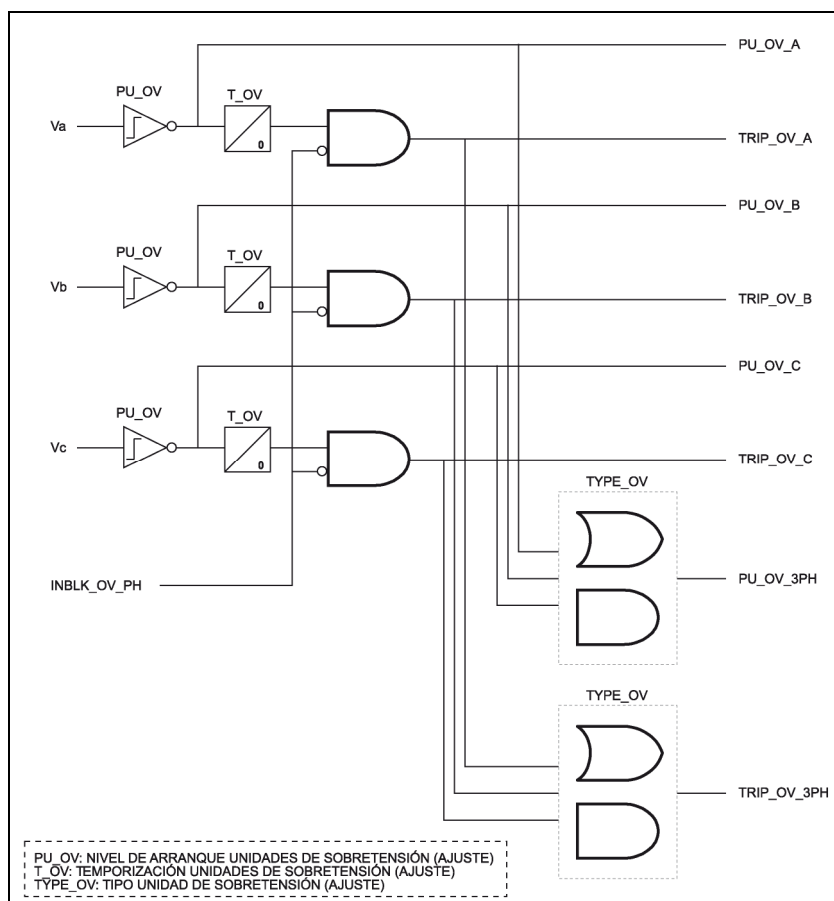 PU_OV_A
PU_OV
T_OV
Va
0
TRIP_OV_A
PU_OV_B
PU_OV
T_OV
Vb
0
TRIP_OV_B
PU_OV_C
PU_OV
T_OV
Vc
0
TRIP_OV_C
TYPE_OV
INBLK_OV_PH
PU_OV_3PH
TYPE_OV
TRIP_OV_3PH
PU_OV: NIVEL DE ARRANQUE UNIDADES DE SOBRETENSIÓN (AJUSTE)
T_OV: TEMPORIZACIÓN UNIDADES DE SOBRETENSIÓN (AJUSTE)
TYPE_OV: TIPO UNIDAD DE SOBRETENSIÓN (AJUSTE)